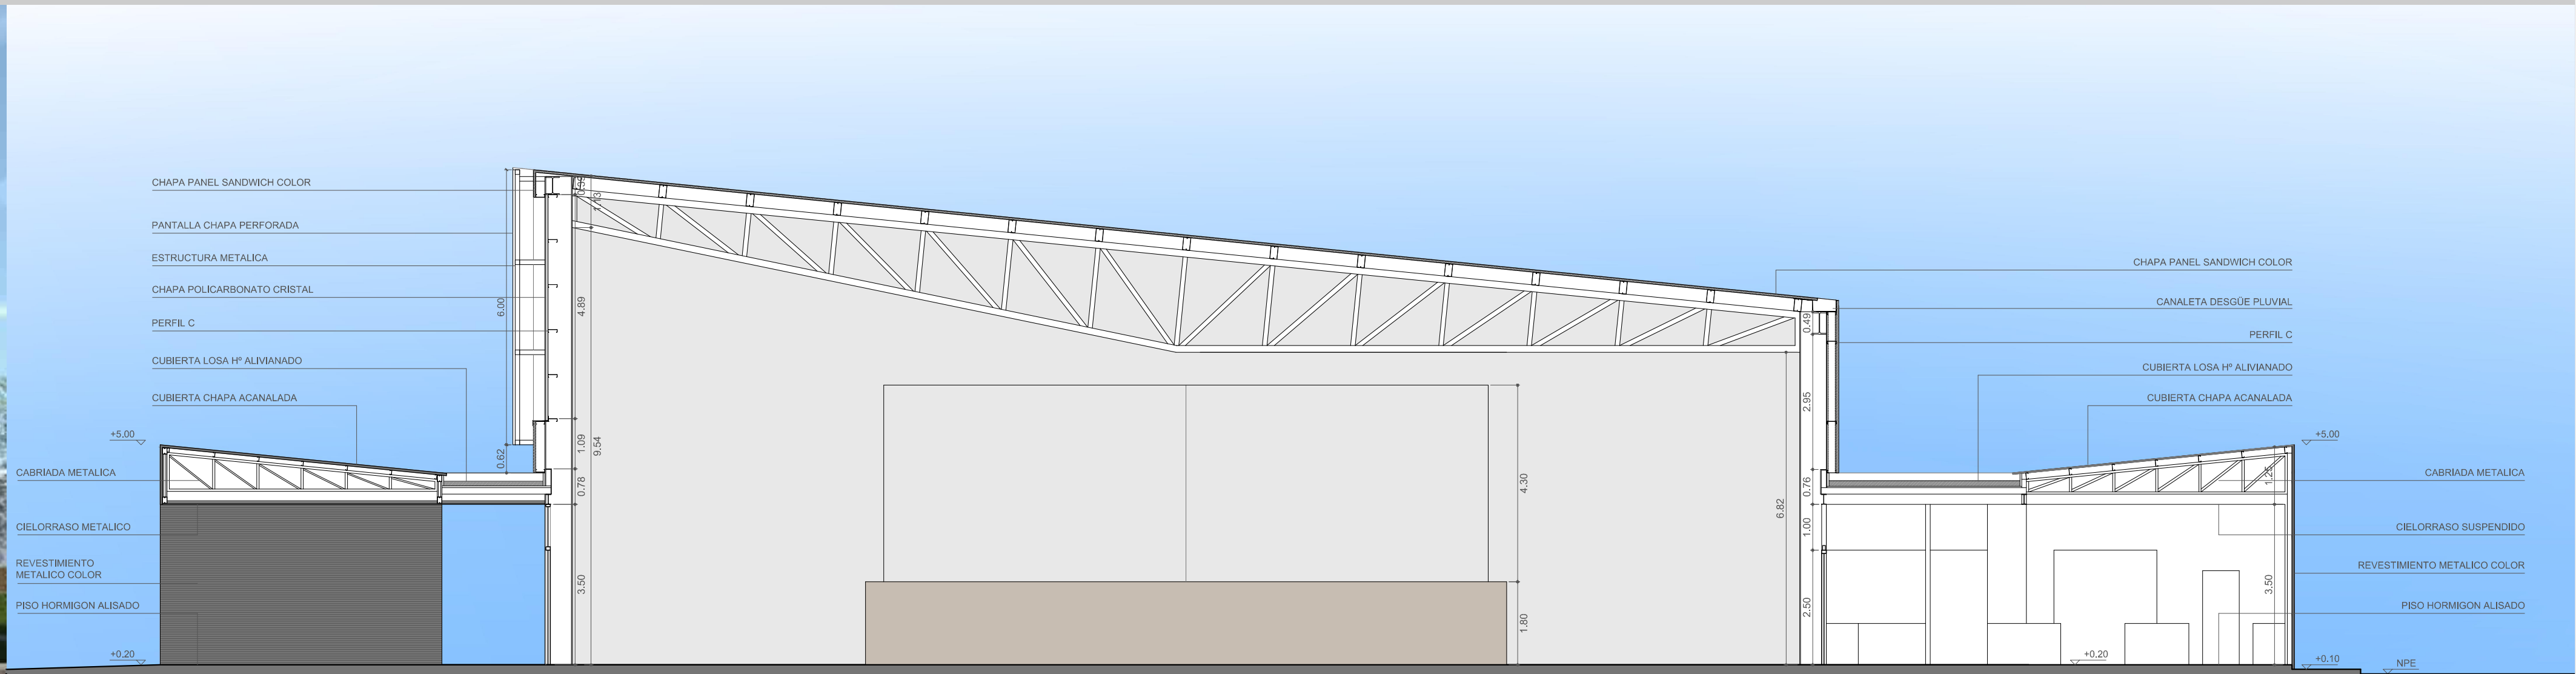 CHAPA PANEL SANDWICH COLOR
PANTALLA CHAPA PERFORADA
ESTRUCTURA METALICA
CHAPA POLICARBONATO CRISTAL
PERFIL C
CUBIERTA LOSA Hº ALIVIANADO
CUBIERTA CHAPA ACANALADA
+5.00
CABRIADA METALICA
CIELORRASO METALICO
REVESTIMIENTO
METALICO COLOR
PISO HORMIGON ALISADO
+0,20
6.00
0.62
4.89
1.09
0.78
3.50
9.54
4.30
1.80
6.82
0.49
2.95
0.76
1.00
2.50
CHAPA PANEL SANDWICH COLOR
CANALETA DESGÜE PLUVIAL
PERFIL C
CUBIERTA LOSA Hº ALIVIANADO
CUBIERTA CHAPA ACANALADA
+5.00
1.25
CABRIADA METALICA
CIELORRASO SUSPENDIDO
REVESTIMIENTO METALICO COLOR
3.50
PISO HORMIGON ALISADO
+0,20
+0.10
NPE